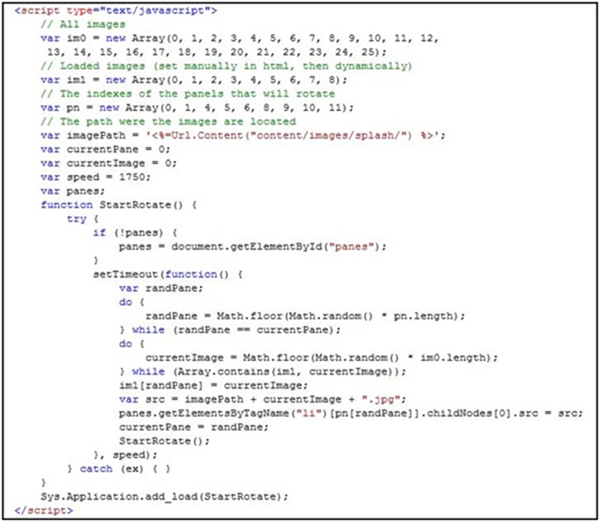 <script type="text/javascript">
// All images
var im0 = new Array(0, 1, 2, 3, 4, 5, 6, 7, 8, 9, 10, 11, 12,
13, 14, 15, 16, 17, 18, 19, 20, 21, 22, 23, 24, 25);
// Loaded images (set manually in html, then dynamically)
var im1 = new Array(0, 1, 2, 3, 4, 5, 6, 7, 8);
// The indexes of the panels that will rotate
var pn = new Array(0, 1, 4, 5, 6, 8, 9, 10, 11);
// The path were the images are located
var imagePath = '<%=Url.Content("content/images/splash/") %>';
var currentPane = 0;
var currentImage = 0;
var speed = 1750;
var panes;
function StartRotate() {
try {
if (!panes) {
panes = document.getElementById("panes");
}
setTimeout(function() {
var randPane;
do {
randPane = Math.floor(Math.random() * pn.length);
} while (randPane == currentPane);
do {
currentImage = Math.floor(Math.random() * im0.length);
} while (Array.contains(im1, currentImage));
im1[randPane] = currentImage;
var src = imagePath + currentImage + ".jpg";
panes.getElementsByTagName("li")[pn[randPane]].childNodes[0].src = src;
currentPane = randPane;
StartRotate();
}, speed);
} catch (ex) { }
}
Sys.Application.add_load(StartRotate);
</script>